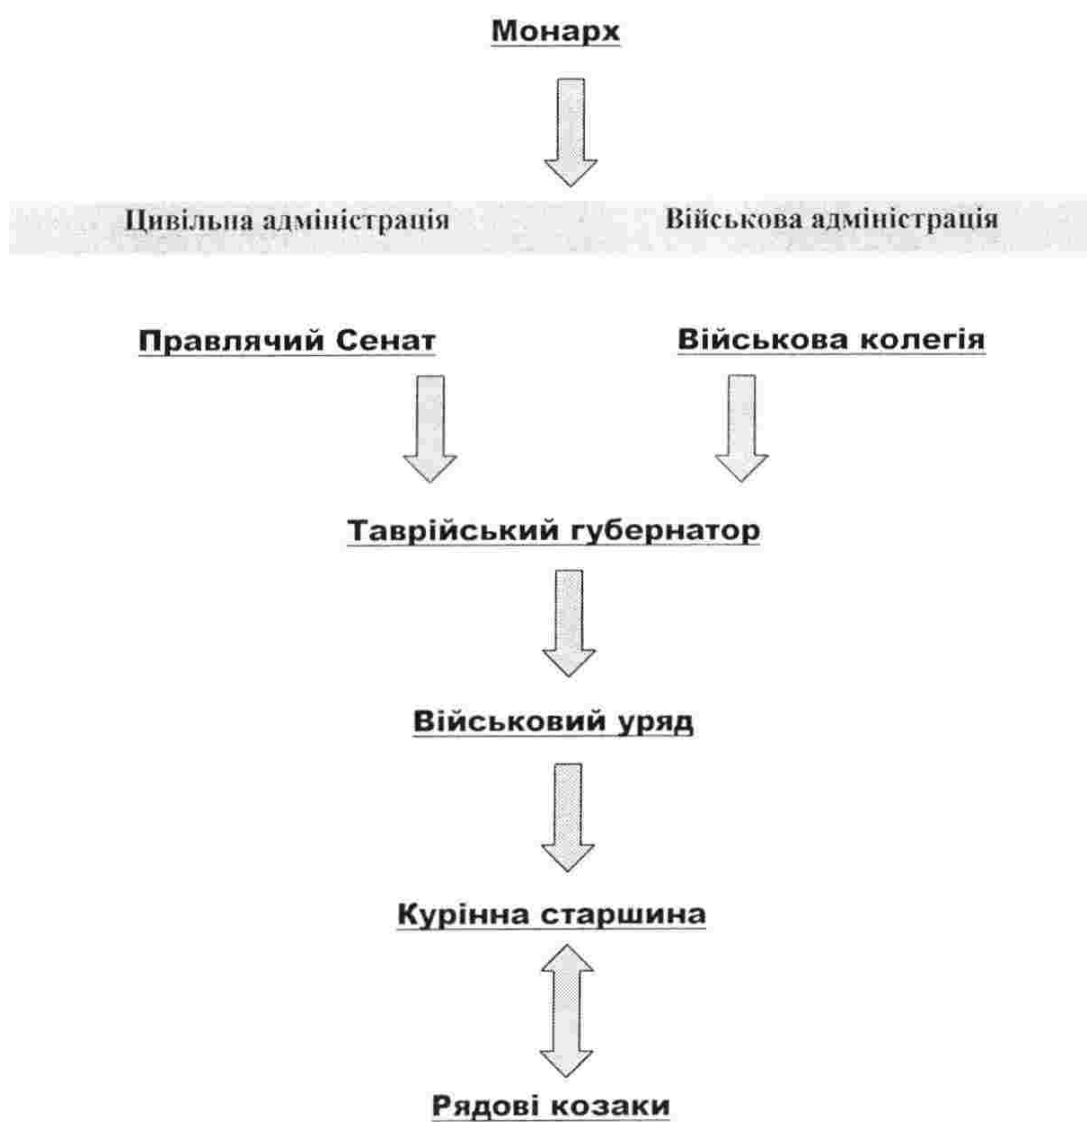 Монарх
Цивільна адміністрація Військова адміністрація
Правлячий Сенат Військова колегія
Таврійський губернатор
Військовий уряд
Курінна старшина
Рядові козаки